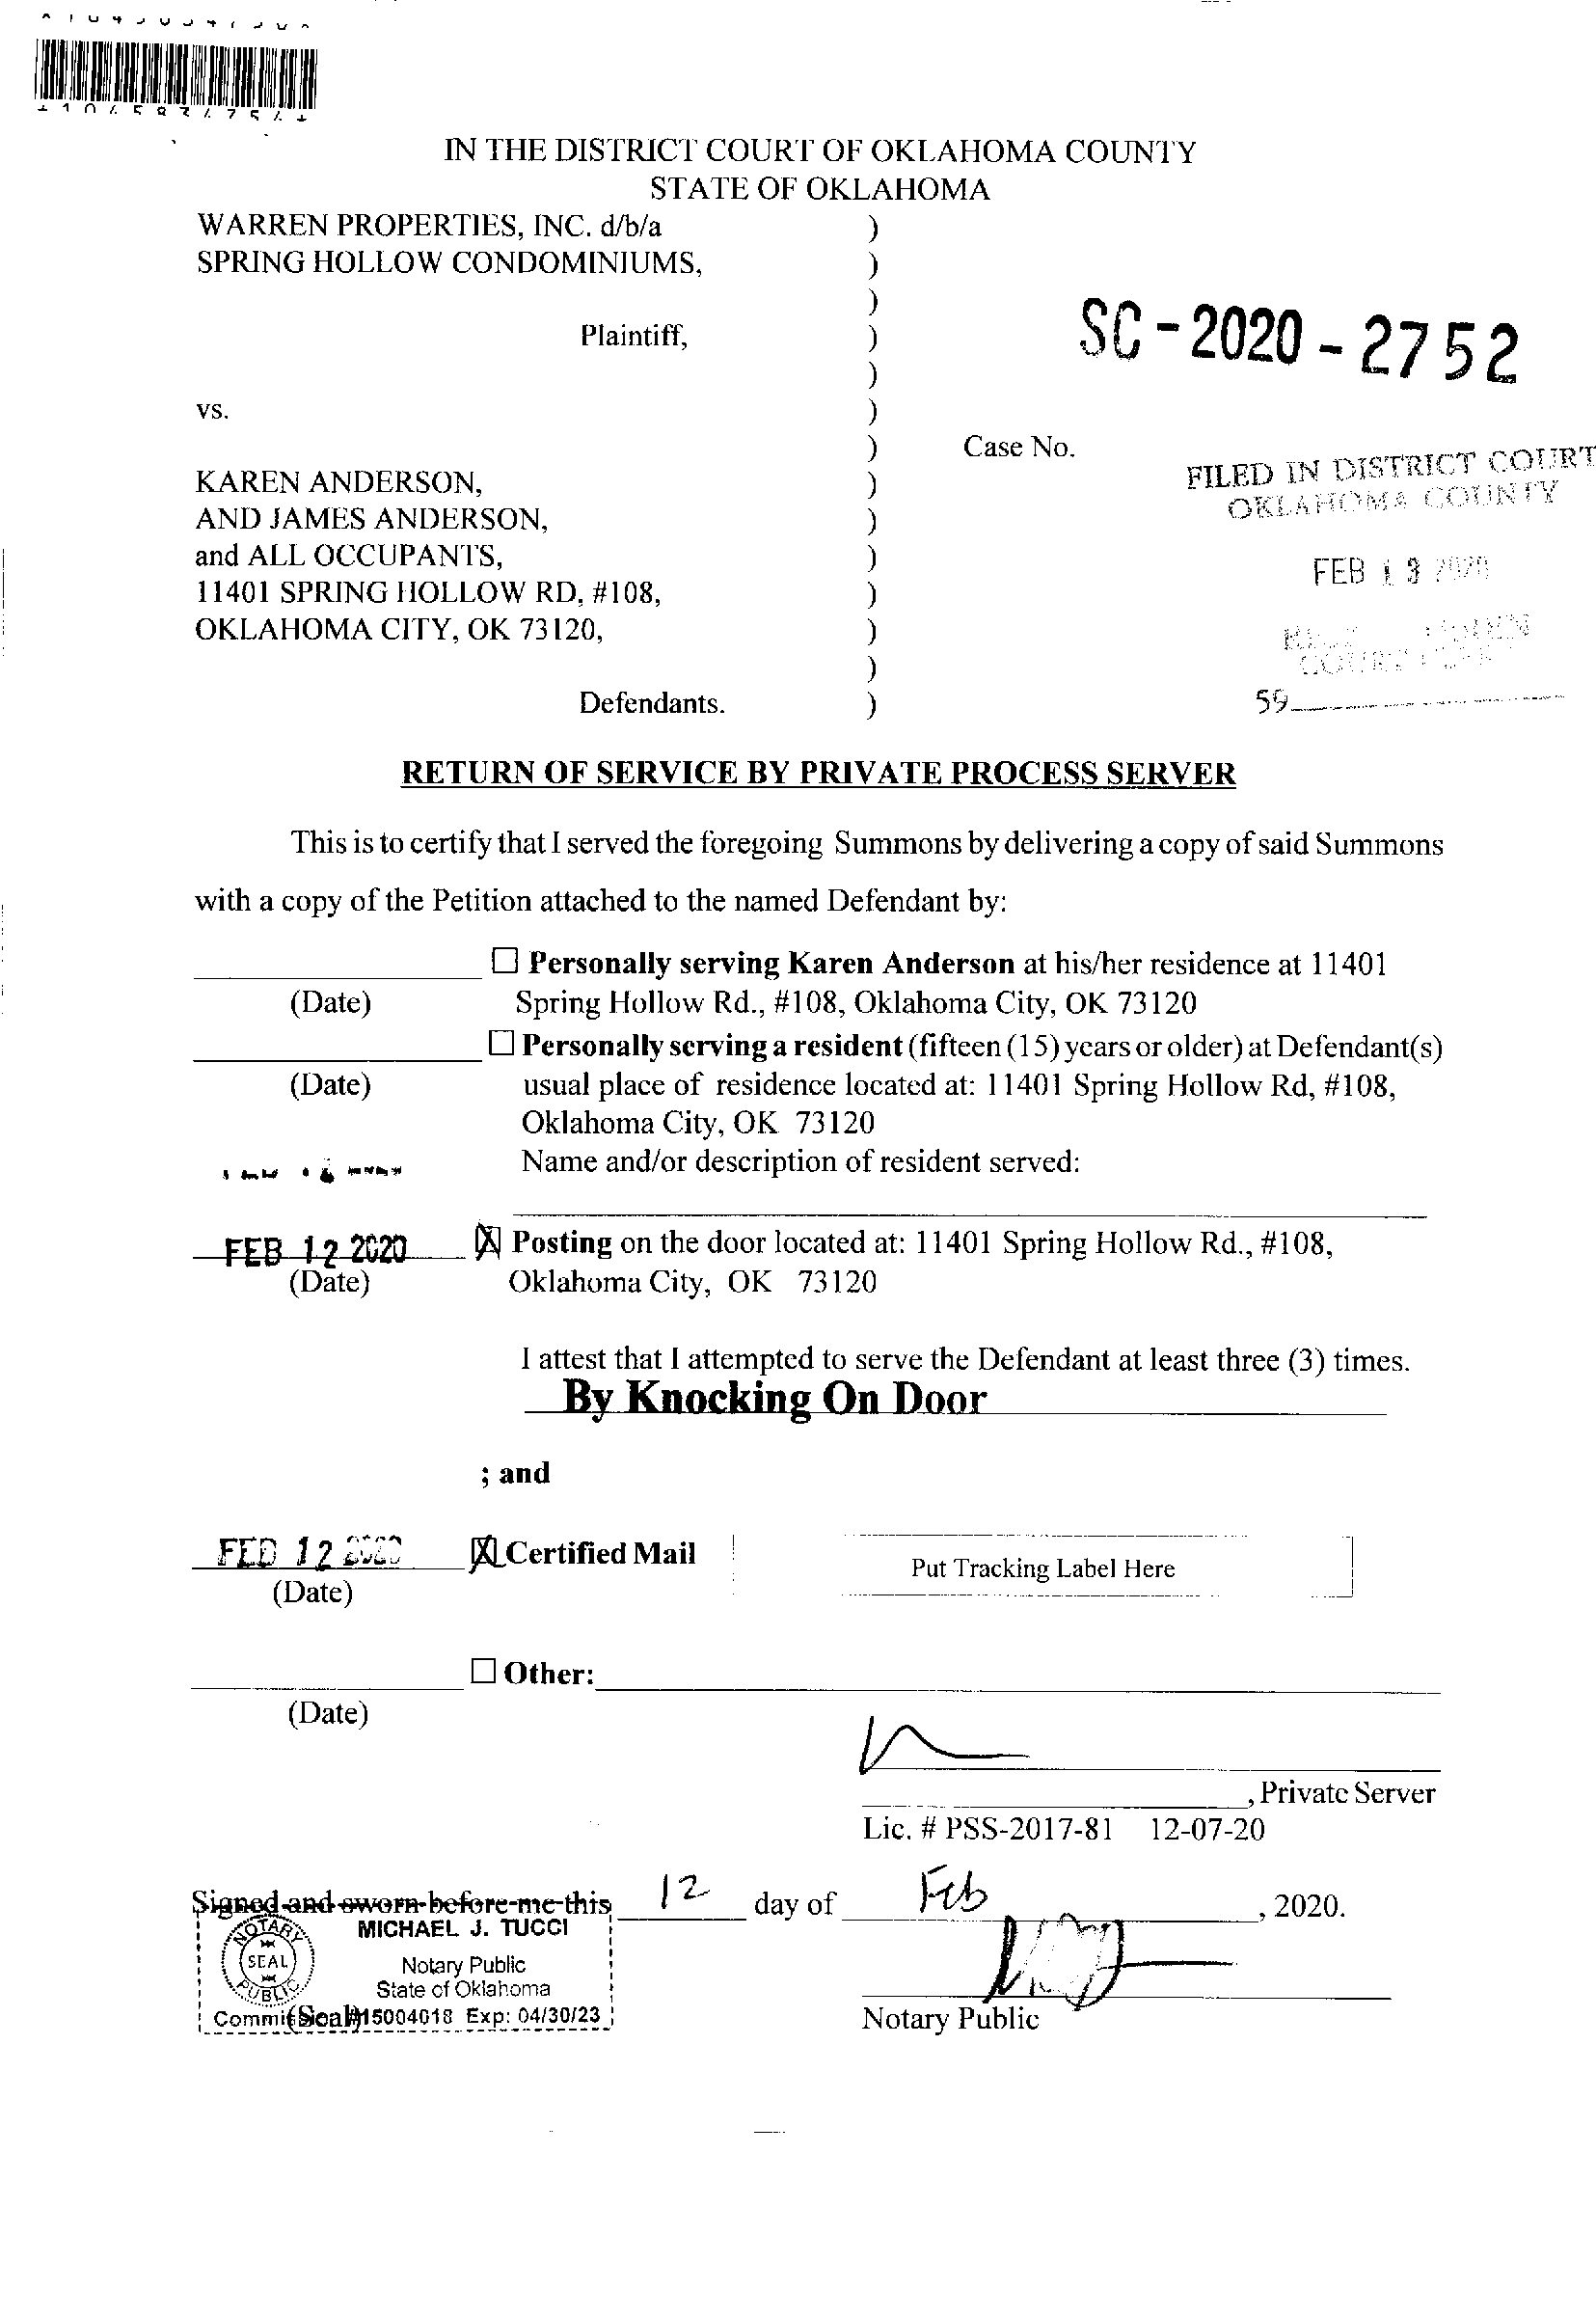 IN THE DISTRICT COURT OF OKLAHOMA COUNTY
STATE OF OKLAHOMA
WARREN PROPERTIES, INC. d/b/a )
SPRING HOLLOW CONDOMINIUMS, )
)
Plaintiff, )
)
SC-2020-2752
vs. )
) Case No.
KAREN ANDERSON, )
AND JAMES ANDERSON, )
and ALL OCCUPANTS, )
11401 SPRING HOLLOW RD, #108, )
OKLAHOMA CITY, OK 73120, )
)
Defendants. )
FILED IN DISTRICT COURT
OKLAHOMA COUNTY
FEB 13 2020
COURT
59
RETURN OF SERVICE BY PRIVATE PROCESS SERVER
This is to certify that I served the foregoing Summons by delivering a copy of said Summons
with a copy of the Petition attached to the named Defendant by:
☐ Personally serving Karen Anderson at his/her residence at 11401
(Date) Spring Hollow Rd., #108, Oklahoma City, OK 73120
☐ Personally serving a resident (fifteen (15) years or older) at Defendant(s)
(Date) usual place of residence located at: 11401 Spring Hollow Rd, #108,
Oklahoma City, OK 73120
Name and/or description of resident served:
FEB 12 2020 ☒ Posting on the door located at: 11401 Spring Hollow Rd., #108,
(Date) Oklahoma City, OK 73120
I attest that I attempted to serve the Defendant at least three (3) times.
By Knocking On Door
; and
FEB 12 2020 ☒ Certified Mail
Put Tracking Label Here
(Date)
☐ Other:
(Date)
, Private Server
Lic. # PSS-2017-81 12-07-20
Signed and sworn before me this 12 day of Feb, 2020.
NOTARY
SEAL
PUBLIC
MICHAEL J. TUCCI
Notary Public
State of Oklahoma
(Seal) #15004018 Exp: 04/30/23
Notary Public